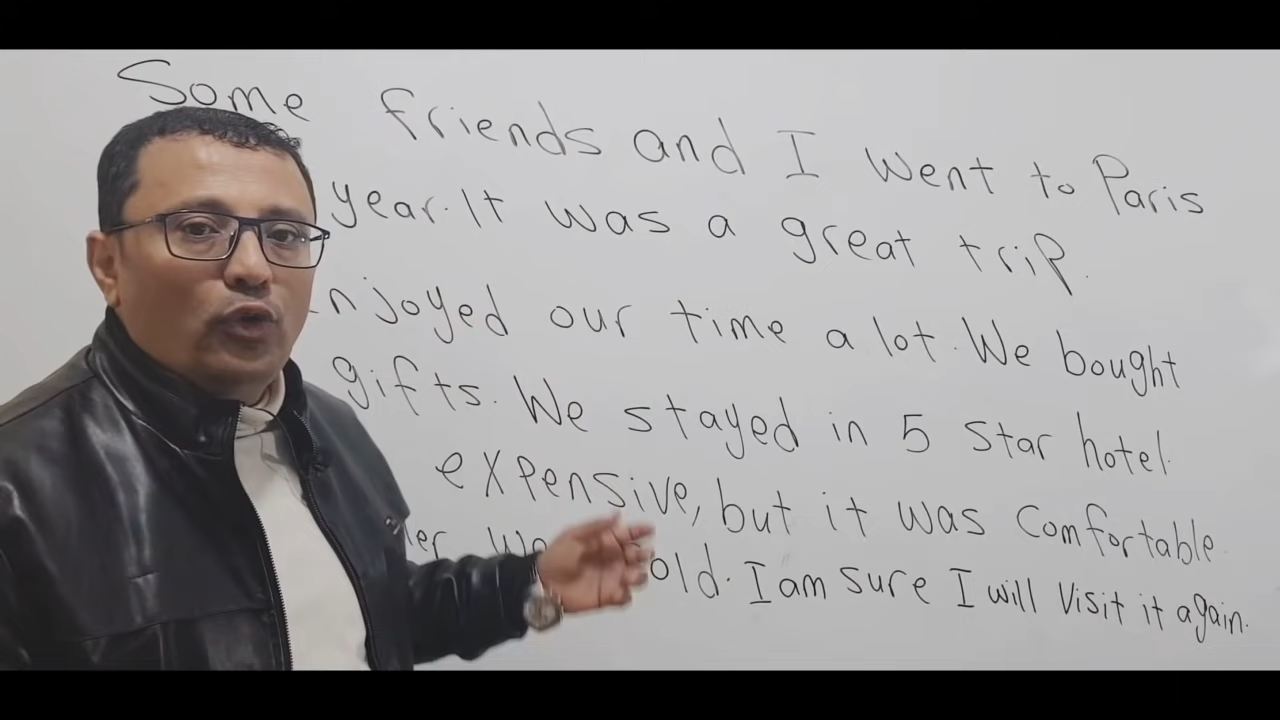 Some friends and I went to Paris
year. It was a great trip.
enjoyed our time a lot. We bought
gifts. We stayed in 5 star hotel.
expensive, but it was comfortable.
old. I am sure I will visit it again.